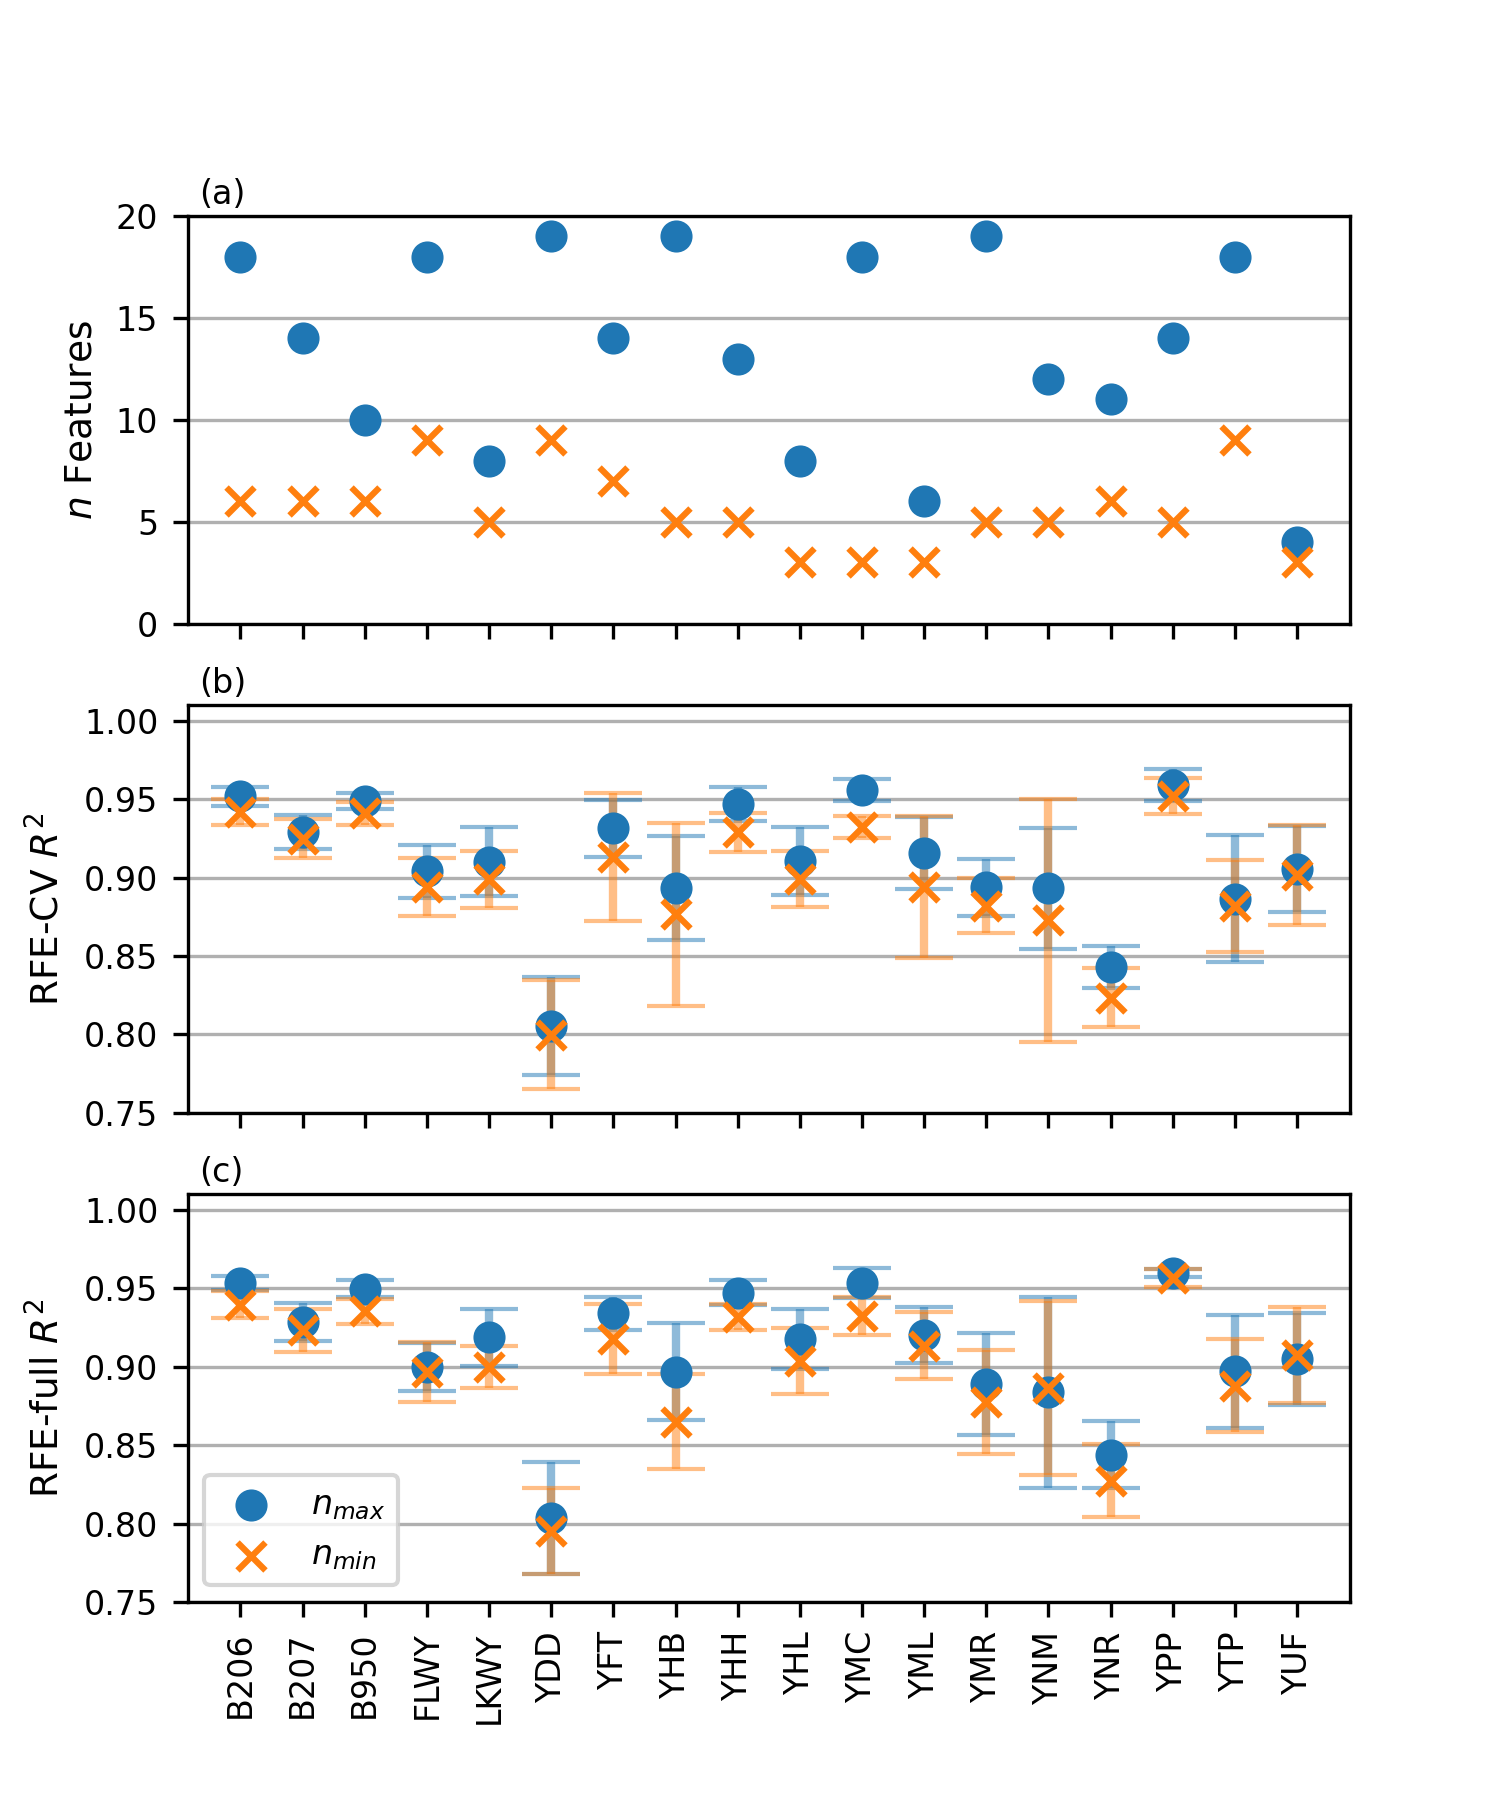 (a)
20
15
10
5
0
n Features
(b)
1.00
0.95
0.90
0.85
0.80
0.75
RFE-CV R²
(c)
1.00
0.95
0.90
0.85
0.80
0.75
RFE-full R²
n_max
n_min
B206
B207
B950
FLWY
LKWY
YDD
YFT
YHB
YHH
YHL
YMC
YML
YMR
YNM
YNR
YPP
YTP
YUF